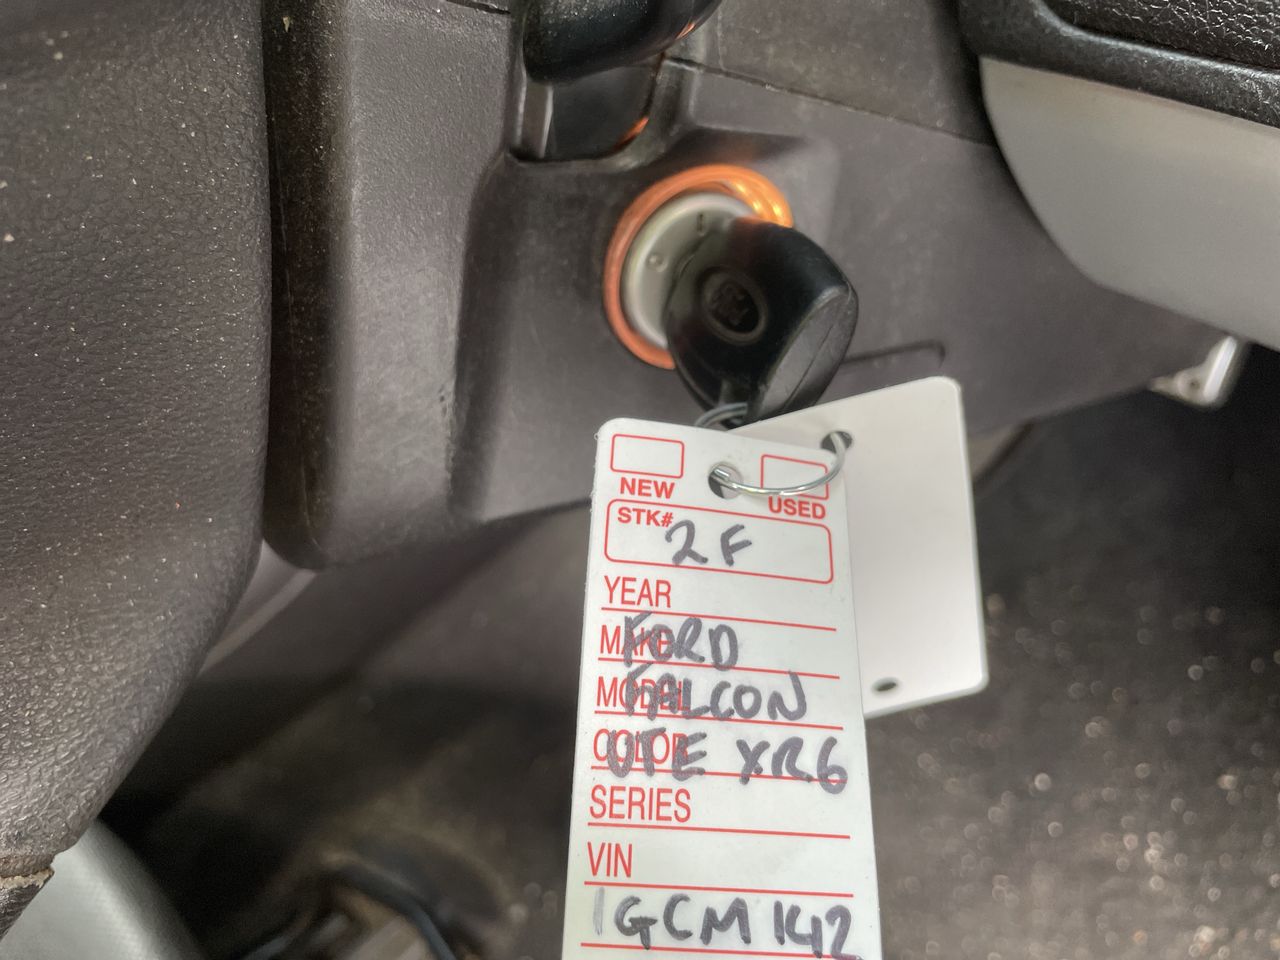 NEW USED
STK# 2F
YEAR
MAKE FORD
MODEL FALCON
COLOR UTE XR6
SERIES
VIN
1GCM142